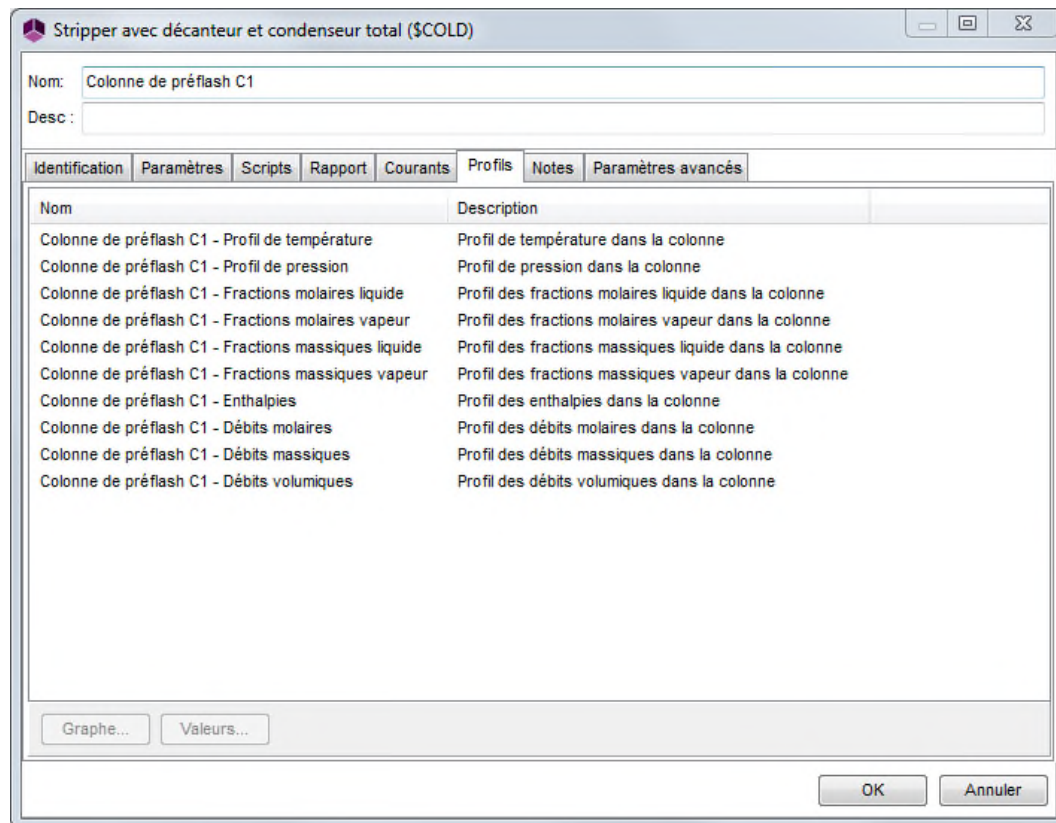 Stripper avec décanteur et condenseur total ($COLD)
Nom: Colonne de préflash C1
Desc :
Identification Paramètres Scripts Rapport Courants Profils Notes Paramètres avancés
Nom Description
Colonne de préflash C1 - Profil de température Profil de température dans la colonne
Colonne de préflash C1 - Profil de pression Profil de pression dans la colonne
Colonne de préflash C1 - Fractions molaires liquide Profil des fractions molaires liquide dans la colonne
Colonne de préflash C1 - Fractions molaires vapeur Profil des fractions molaires vapeur dans la colonne
Colonne de préflash C1 - Fractions massiques liquide Profil des fractions massiques liquide dans la colonne
Colonne de préflash C1 - Fractions massiques vapeur Profil des fractions massiques vapeur dans la colonne
Colonne de préflash C1 - Enthalpies Profil des enthalpies dans la colonne
Colonne de préflash C1 - Débits molaires Profil des débits molaires dans la colonne
Colonne de préflash C1 - Débits massiques Profil des débits massiques dans la colonne
Colonne de préflash C1 - Débits volumiques Profil des débits volumiques dans la colonne
Graphe... Valeurs...
OK Annuler